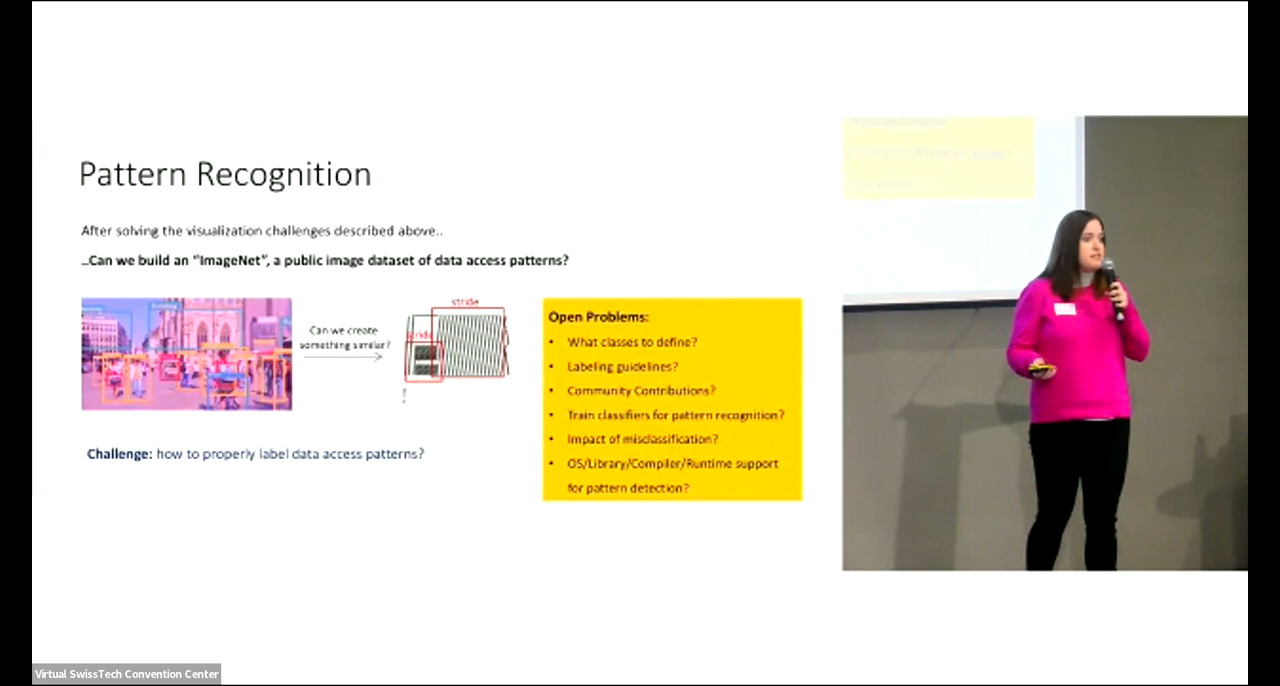 Pattern Recognition
After solving the visualization challenges described above..
..Can we build an “ImageNet”, a public image dataset of data access patterns?
Can we create
something similar?
stride
stride
Open Problems:
• What classes to define?
• Labeling guidelines?
• Community Contributions?
• Train classifiers for pattern recognition?
• Impact of misclassification?
• OS/Library/Compiler/Runtime support
for pattern detection?
Challenge: how to properly label data access patterns?
Virtual SwissTech Convention Center